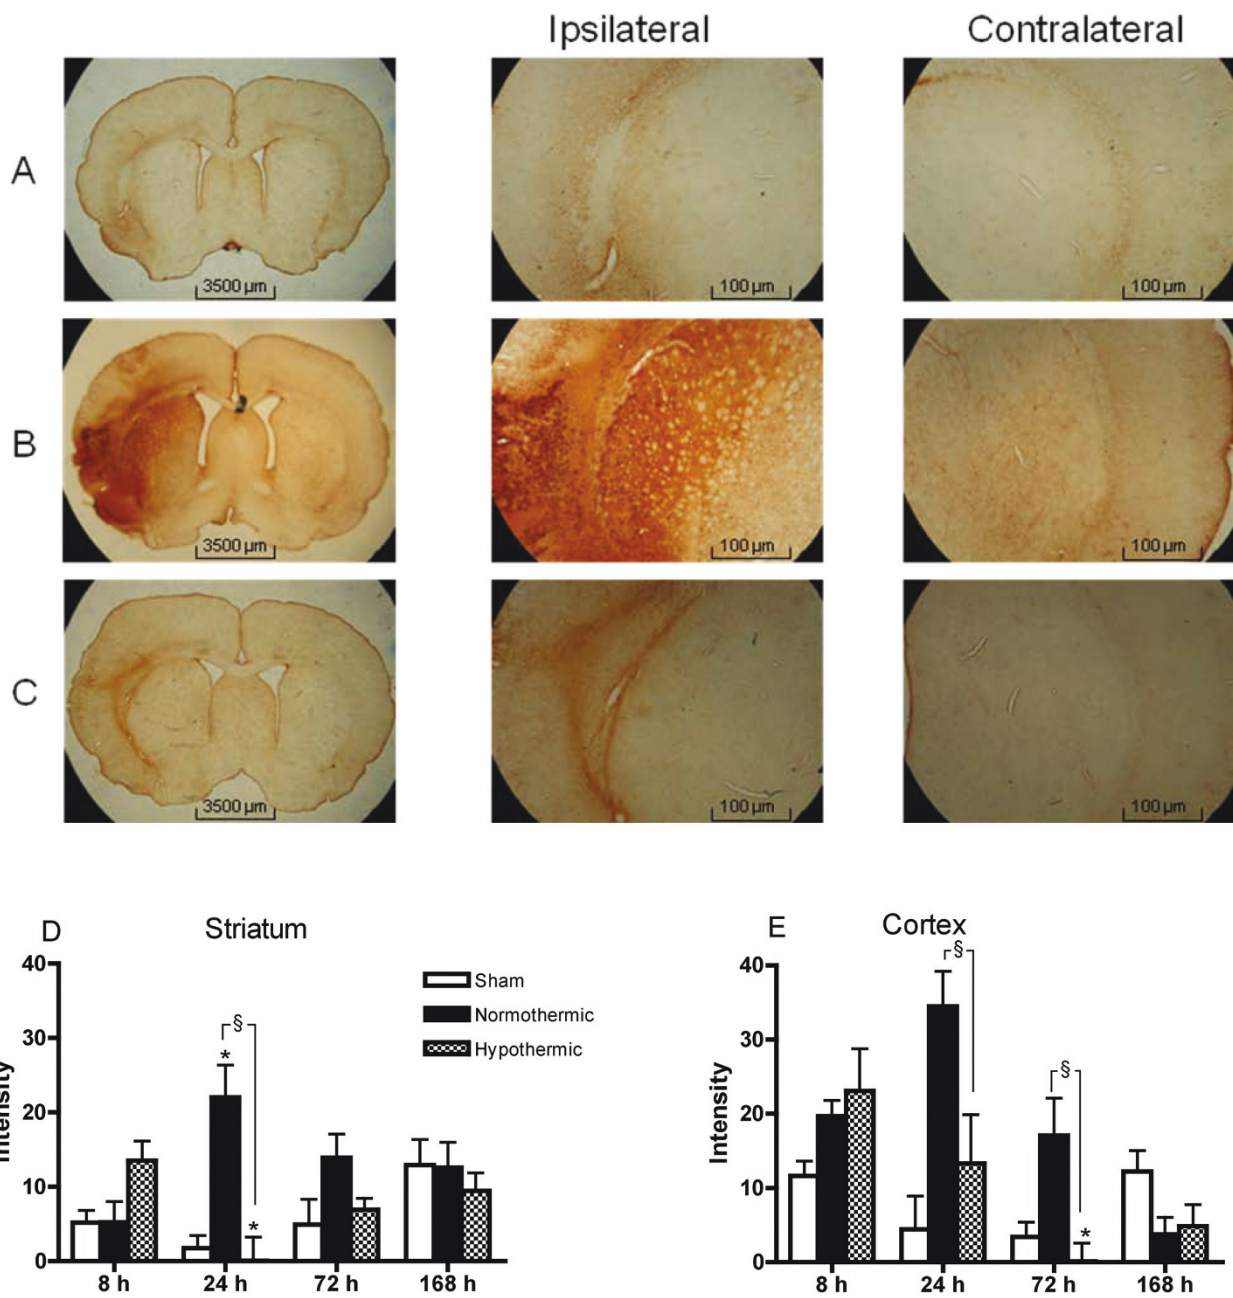 Ipsilateral Contralateral
A
3500 µm 100 µm 100 µm
B
3500 µm 100 µm 100 µm
C
3500 µm 100 µm 100 µm
D Striatum
40
30
20
10
0
Intensity
§
*
*
Sham
Normothermic
Hypothermic
8 h 24 h 72 h 168 h
E Cortex
40
30
20
10
0
Intensity
§
§
*
8 h 24 h 72 h 168 h